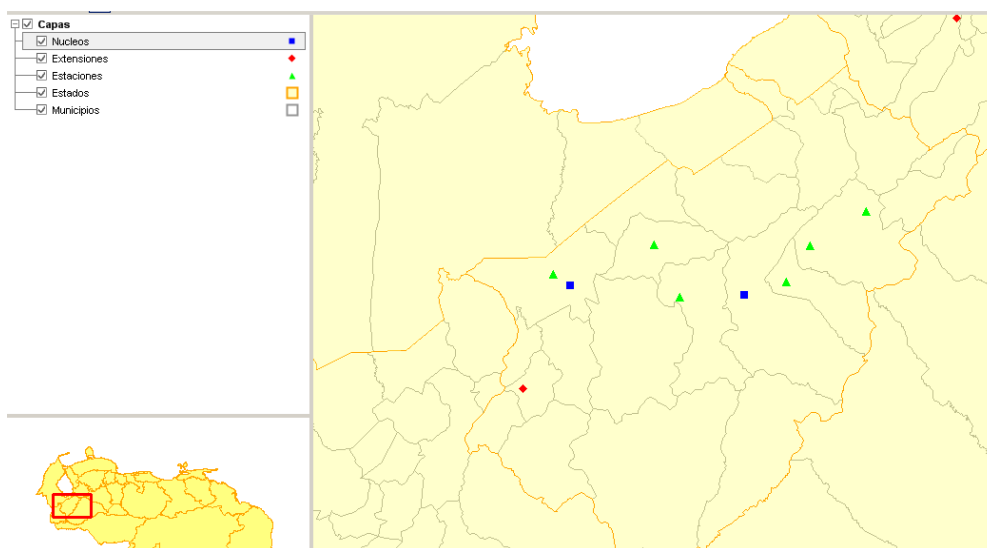 Capas
Nucleos
Extensiones
Estaciones
Estados
Municipios